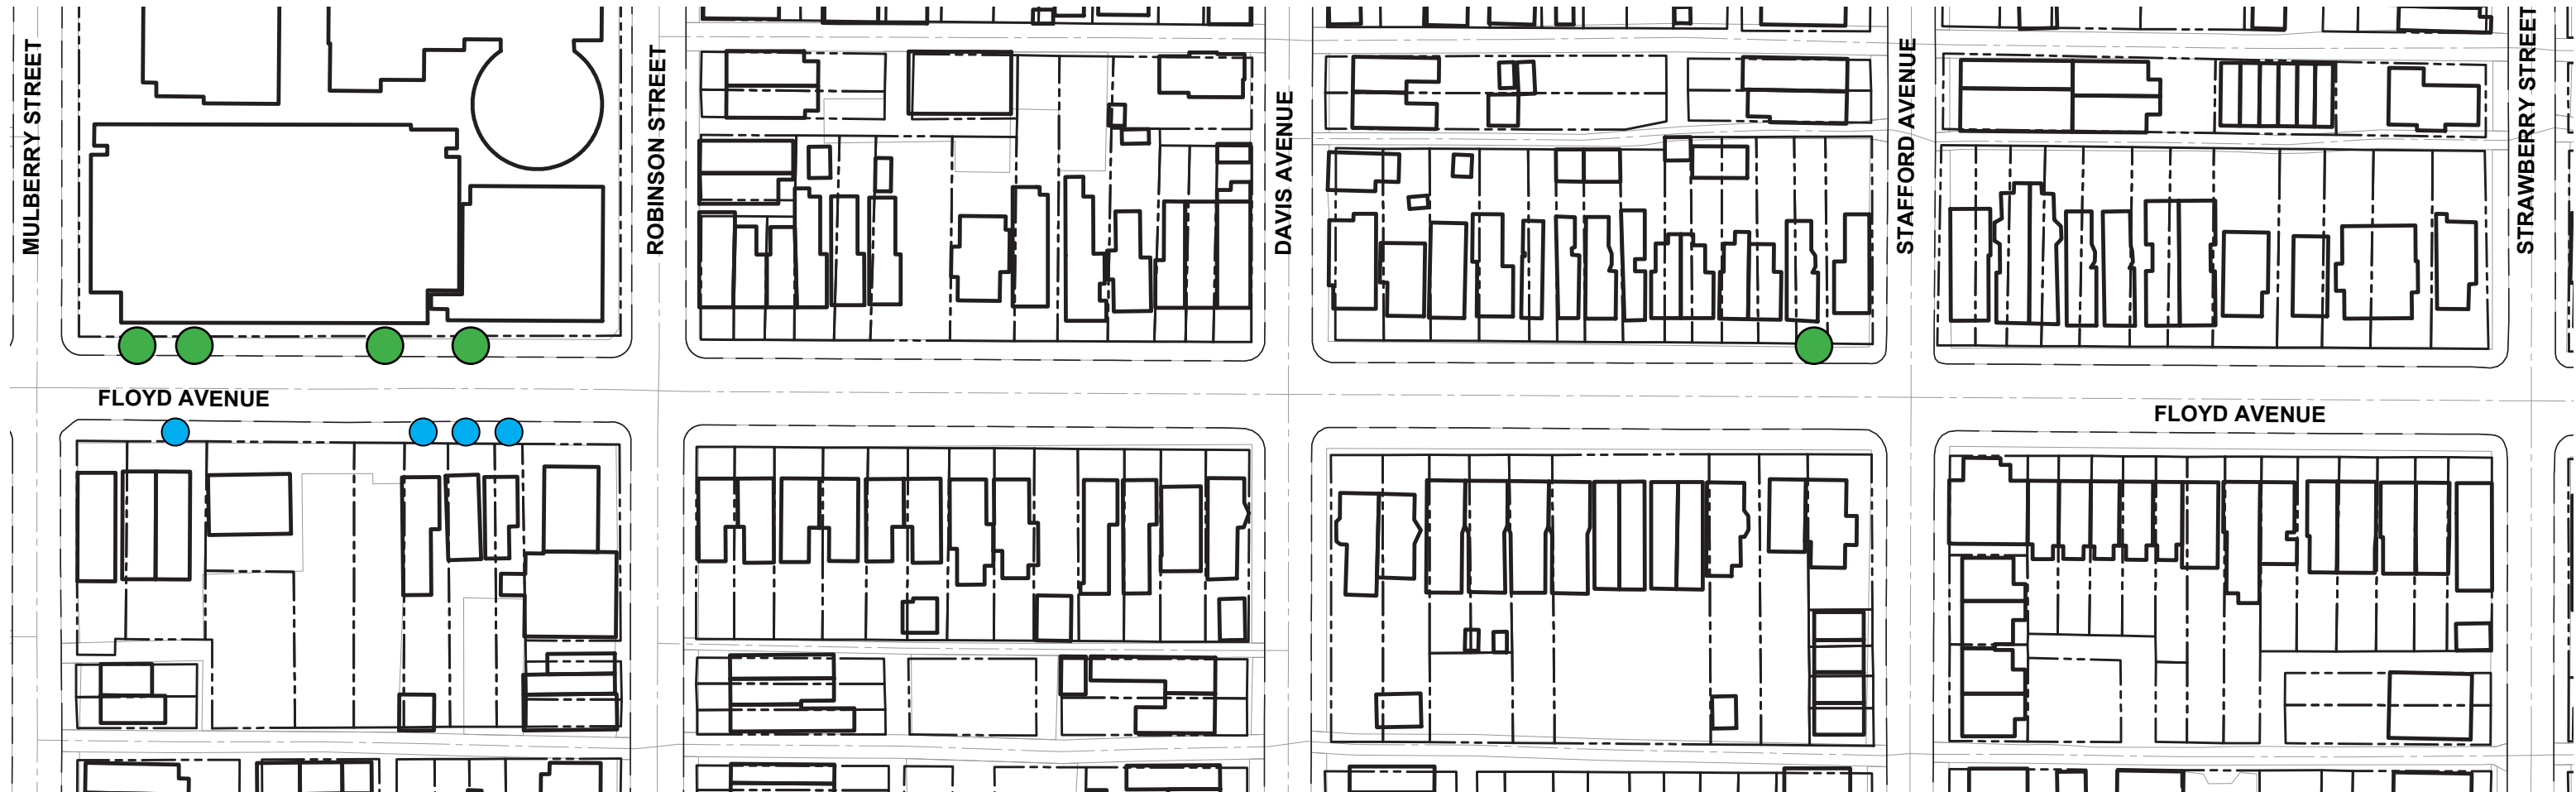 MULBERRY STREET
ROBINSON STREET
DAVIS AVENUE
STAFFORD AVENUE
STRAWBERRY STREET
FLOYD AVENUE
FLOYD AVENUE